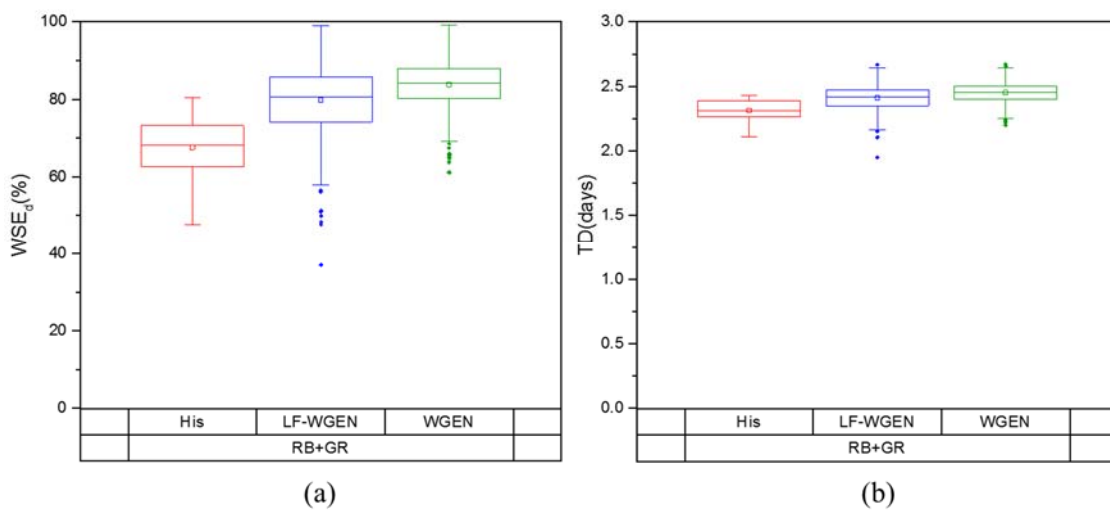 100
80
60
40
20
0
WSEd(%)
His LF-WGEN WGEN
RB+GR
(a)
3.0
2.5
2.0
1.5
1.0
0.5
0.0
TD(days)
His LF-WGEN WGEN
RB+GR
(b)